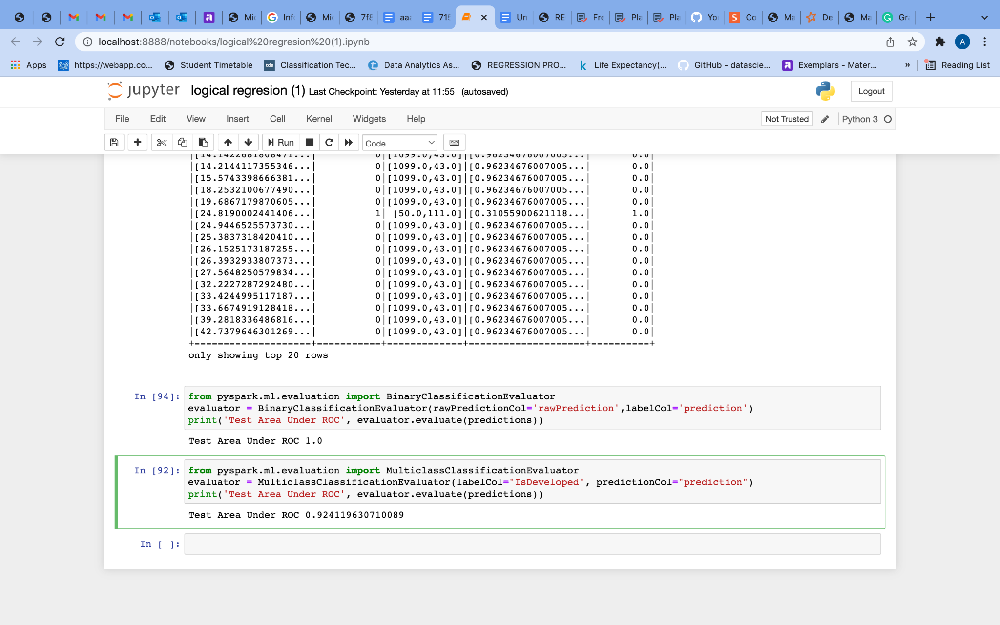 Mic
Info
Mic
7f8
aaa
715
Un
RE
Fre
Pla
Pla
Yo
Co
Ma
De
Ma
Gra
localhost:8888/notebooks/logical%20regresion%20(1).ipynb
A
Apps
https://webapp.co...
Student Timetable
tds
Classification Tec...
Data Analytics As...
REGRESSION PRO...
Life Expectancy(...
GitHub - datascie...
Exemplars - Mater...
»
Reading List
jupyter logical regresion (1) Last Checkpoint: Yesterday at 11:55 (autosaved)
Logout
File Edit View Insert Cell Kernel Widgets Help
Not Trusted
Python 3
Run
Code
|[14.1422681808471...| 0|[1099.0,43.0]|[0.96234676007005...| 0.0|
|[14.2144117355346...| 0|[1099.0,43.0]|[0.96234676007005...| 0.0|
|[15.5743398666381...| 0|[1099.0,43.0]|[0.96234676007005...| 0.0|
|[18.2532100677490...| 0|[1099.0,43.0]|[0.96234676007005...| 0.0|
|[19.6867179870605...| 0|[1099.0,43.0]|[0.96234676007005...| 0.0|
|[24.8190002441406...| 1| [50.0,111.0]|[0.31055900621118...| 1.0|
|[24.9446525573730...| 0|[1099.0,43.0]|[0.96234676007005...| 0.0|
|[25.3837318420410...| 0|[1099.0,43.0]|[0.96234676007005...| 0.0|
|[26.1525173187255...| 0|[1099.0,43.0]|[0.96234676007005...| 0.0|
|[26.3932933807373...| 0|[1099.0,43.0]|[0.96234676007005...| 0.0|
|[27.5648250579834...| 0|[1099.0,43.0]|[0.96234676007005...| 0.0|
|[32.2227287292480...| 0|[1099.0,43.0]|[0.96234676007005...| 0.0|
|[33.4244995117187...| 0|[1099.0,43.0]|[0.96234676007005...| 0.0|
|[33.6674919128418...| 0|[1099.0,43.0]|[0.96234676007005...| 0.0|
|[39.2818336486816...| 0|[1099.0,43.0]|[0.96234676007005...| 0.0|
|[42.7379646301269...| 0|[1099.0,43.0]|[0.96234676007005...| 0.0|
+--------------------+-----------+-------------+--------------------+----------+
only showing top 20 rows
In [94]: from pyspark.ml.evaluation import BinaryClassificationEvaluator
evaluator = BinaryClassificationEvaluator(rawPredictionCol='rawPrediction',labelCol='prediction')
print('Test Area Under ROC', evaluator.evaluate(predictions))
Test Area Under ROC 1.0
In [92]: from pyspark.ml.evaluation import MulticlassClassificationEvaluator
evaluator = MulticlassClassificationEvaluator(labelCol="IsDeveloped", predictionCol="prediction")
print('Test Area Under ROC', evaluator.evaluate(predictions))
Test Area Under ROC 0.924119630710089
In [ ]: